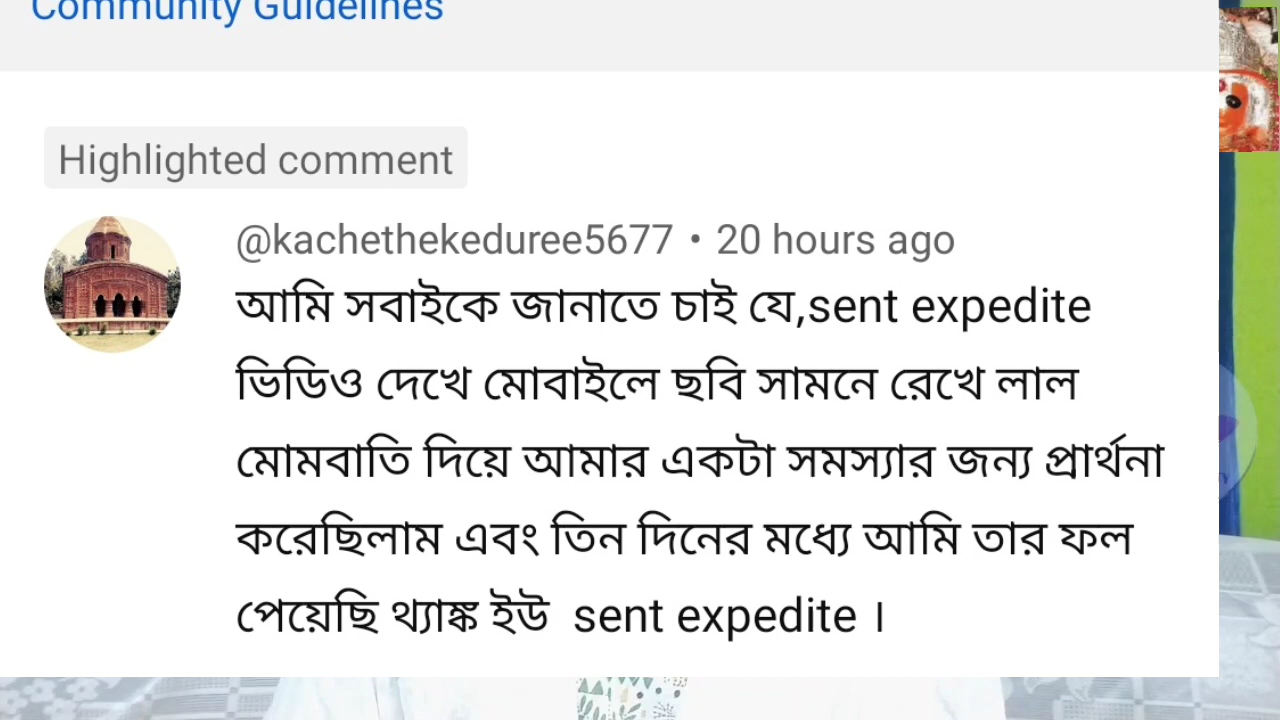 Community Guidelines
Highlighted comment
@kachethekeduree5677 • 20 hours ago
আমি সবাইকে জানাতে চাই যে,sent expedite
ভিডিও দেখে মোবাইলে ছবি সামনে রেখে লাল
মোমবাতি দিয়ে আমার একটা সমস্যার জন্য প্রার্থনা
করেছিলাম এবং তিন দিনের মধ্যে আমি তার ফল
পেয়েছি থ্যাঙ্ক ইউ sent expedite ।